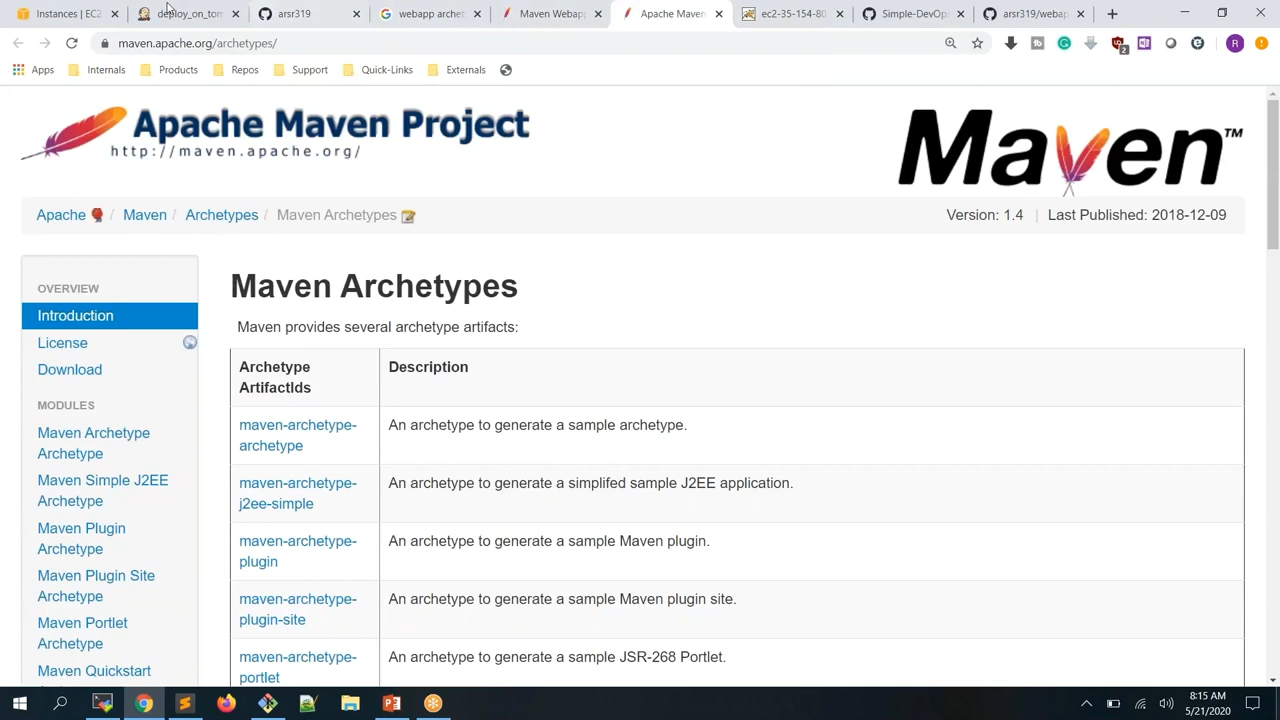 Instances | EC2
deploy_on_tom
arsr319
webapp archet
Maven Webapp
Apache Maven
ec2-35-154-80
Simple-DevOp
arsr319/webap
maven.apache.org/archetypes/
2
R
Apps
Internals
Products
Repos
Support
Quick-Links
Externals
Apache Maven Project
http://maven.apache.org/
Maven™
Apache / Maven / Archetypes / Maven Archetypes
Version: 1.4 | Last Published: 2018-12-09
OVERVIEW
Introduction
License
Download
MODULES
Maven Archetype
Archetype
Maven Simple J2EE
Archetype
Maven Plugin
Archetype
Maven Plugin Site
Archetype
Maven Portlet
Archetype
Maven Quickstart
Maven Archetypes
Maven provides several archetype artifacts:
Archetype
ArtifactIds
Description
maven-archetype-
archetype
An archetype to generate a sample archetype.
maven-archetype-
j2ee-simple
An archetype to generate a simplifed sample J2EE application.
maven-archetype-
plugin
An archetype to generate a sample Maven plugin.
maven-archetype-
plugin-site
An archetype to generate a sample Maven plugin site.
maven-archetype-
portlet
An archetype to generate a sample JSR-268 Portlet.
8:15 AM
5/21/2020